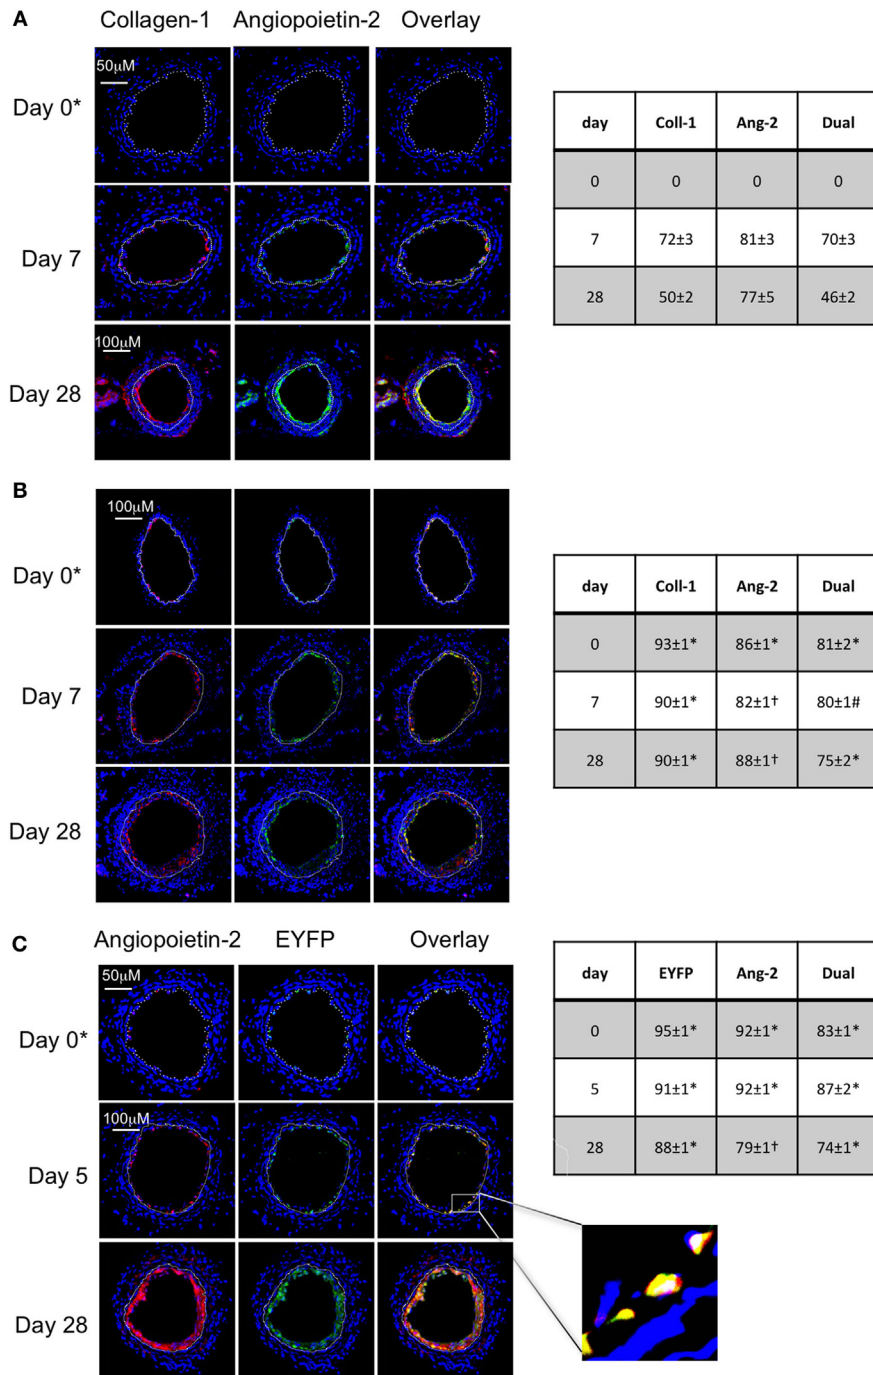 A
Collagen-1 Angiopoietin-2 Overlay
50µM
Day 0*
Day 7
100µM
Day 28
day Coll-1 Ang-2 Dual
0 0 0 0
7 72±3 81±3 70±3
28 50±2 77±5 46±2
B
100µM
Day 0*
Day 7
Day 28
day Coll-1 Ang-2 Dual
0 93±1* 86±1* 81±2*
7 90±1* 82±1† 80±1#
28 90±1* 88±1† 75±2*
C
Angiopoietin-2 EYFP Overlay
50µM
Day 0*
100µM
Day 5
Day 28
day EYFP Ang-2 Dual
0 95±1* 92±1* 83±1*
5 91±1* 92±1* 87±2*
28 88±1* 79±1† 74±1*